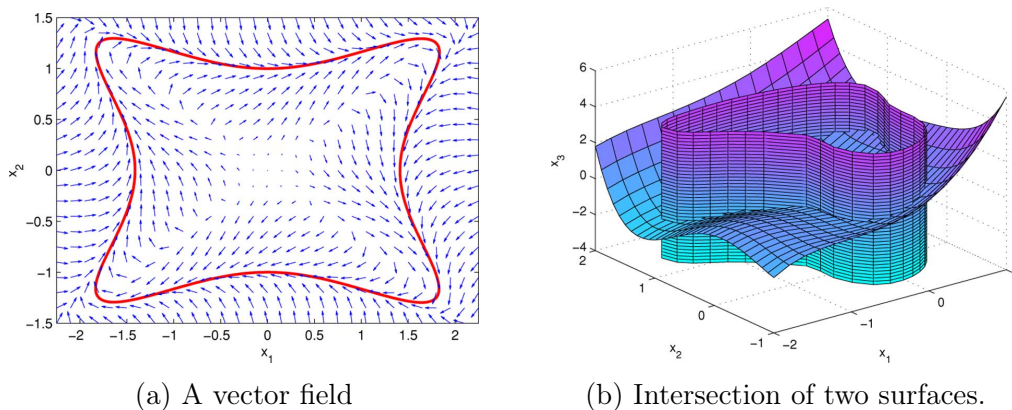 1.5
1
0.5
0
−0.5
−1
−1.5
x2
−2 −1.5 −1 −0.5 0 0.5 1 1.5 2
x1
(a) A vector field
6
4
2
0
−2
−4
x3
2
1
0
−1
x2
−2
−1
0
x1
(b) Intersection of two surfaces.